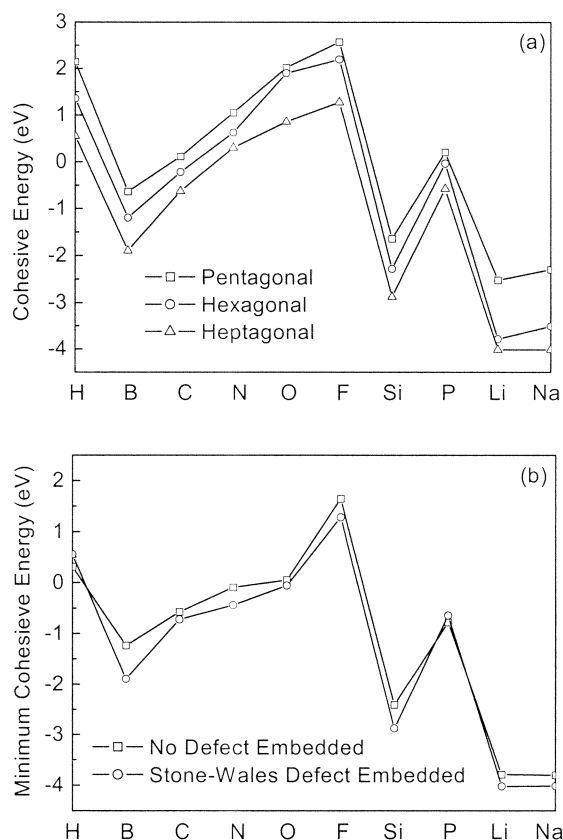 (a)
Cohesive Energy (eV)
3
2
1
0
-1
-2
-3
-4
Pentagonal
Hexagonal
Heptagonal
H B C N O F Si P Li Na
(b)
Minimum Cohesieve Energy (eV)
2
1
0
-1
-2
-3
-4
No Defect Embedded
Stone-Wales Defect Embedded
H B C N O F Si P Li Na